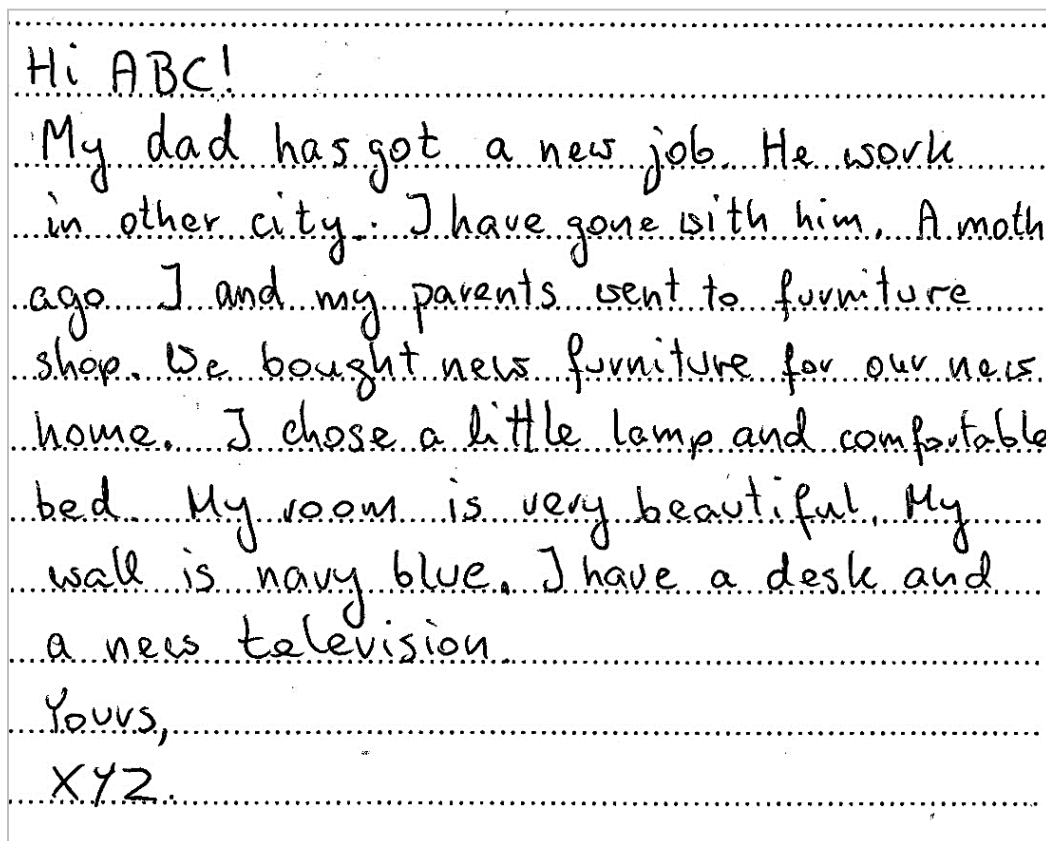 Hi ABC!
My dad has got a new job. He work
in other city. I have gone with him. A moth
ago I and my parents went to furniture
shop. We bought new furniture for our new
home. I chose a little lamp and comfortable
bed. My room is very beautiful. My
wall is navy blue. I have a desk and
a new television.
Yours,
XYZ.